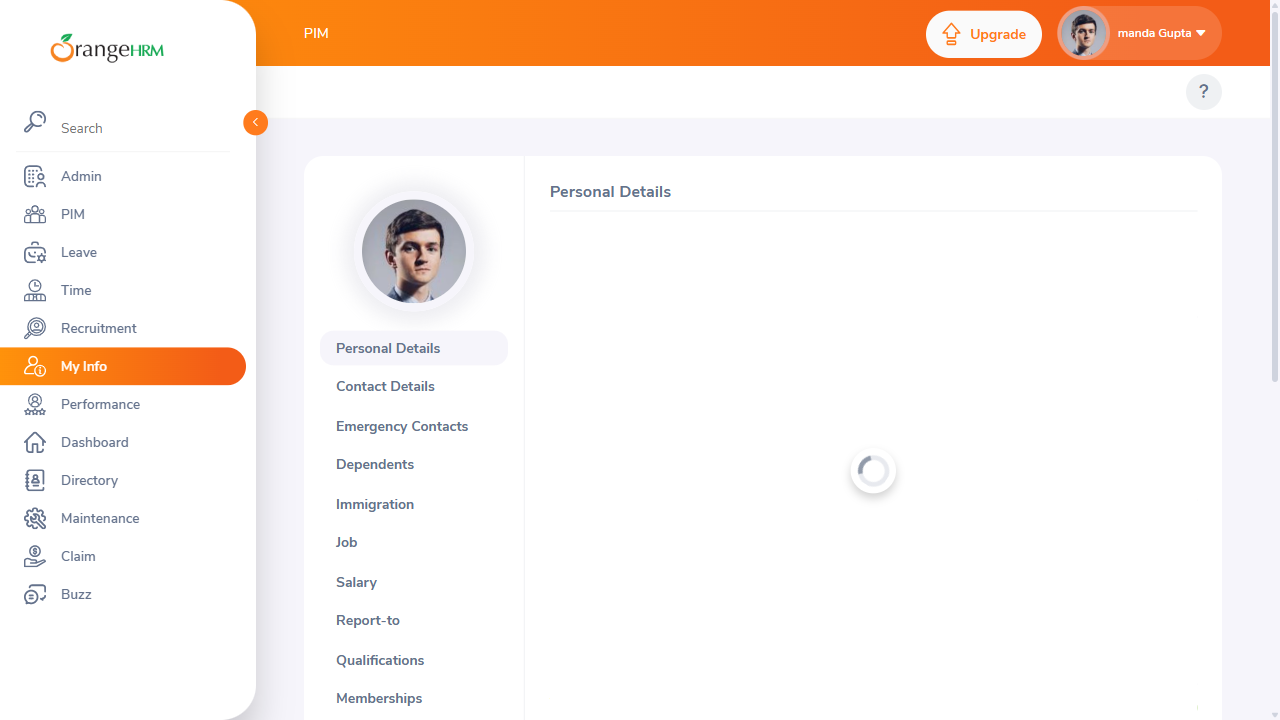 OrangeHRM
Search
Admin
PIM
Leave
Time
Recruitment
My Info
Performance
Dashboard
Directory
Maintenance
Claim
Buzz
PIM
Upgrade
manda Gupta
?
Personal Details
Contact Details
Emergency Contacts
Dependents
Immigration
Job
Salary
Report-to
Qualifications
Memberships
Personal Details